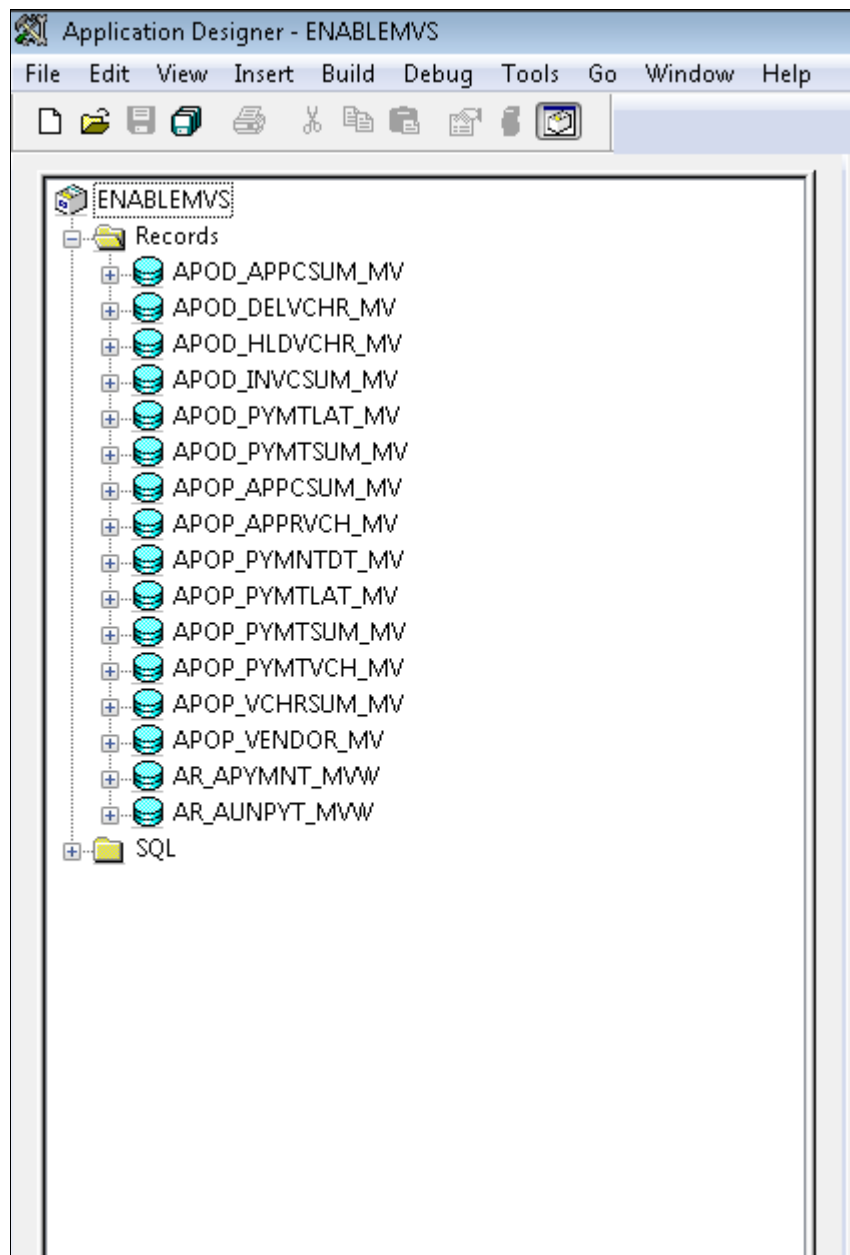 Application Designer - ENABLEMVS
File Edit View Insert Build Debug Tools Go Window Help
ENABLEMVS
Records
APOD_APPCSUM_MV
APOD_DELVCHR_MV
APOD_HLDVCHR_MV
APOD_INVCSUM_MV
APOD_PYMTLAT_MV
APOD_PYMTSUM_MV
APOP_APPCSUM_MV
APOP_APPRVCH_MV
APOP_PYMNTDT_MV
APOP_PYMTLAT_MV
APOP_PYMTSUM_MV
APOP_PYMTVCH_MV
APOP_VCHRSUM_MV
APOP_VENDOR_MV
AR_APYMNT_MVW
AR_AUNPYT_MVW
SQL